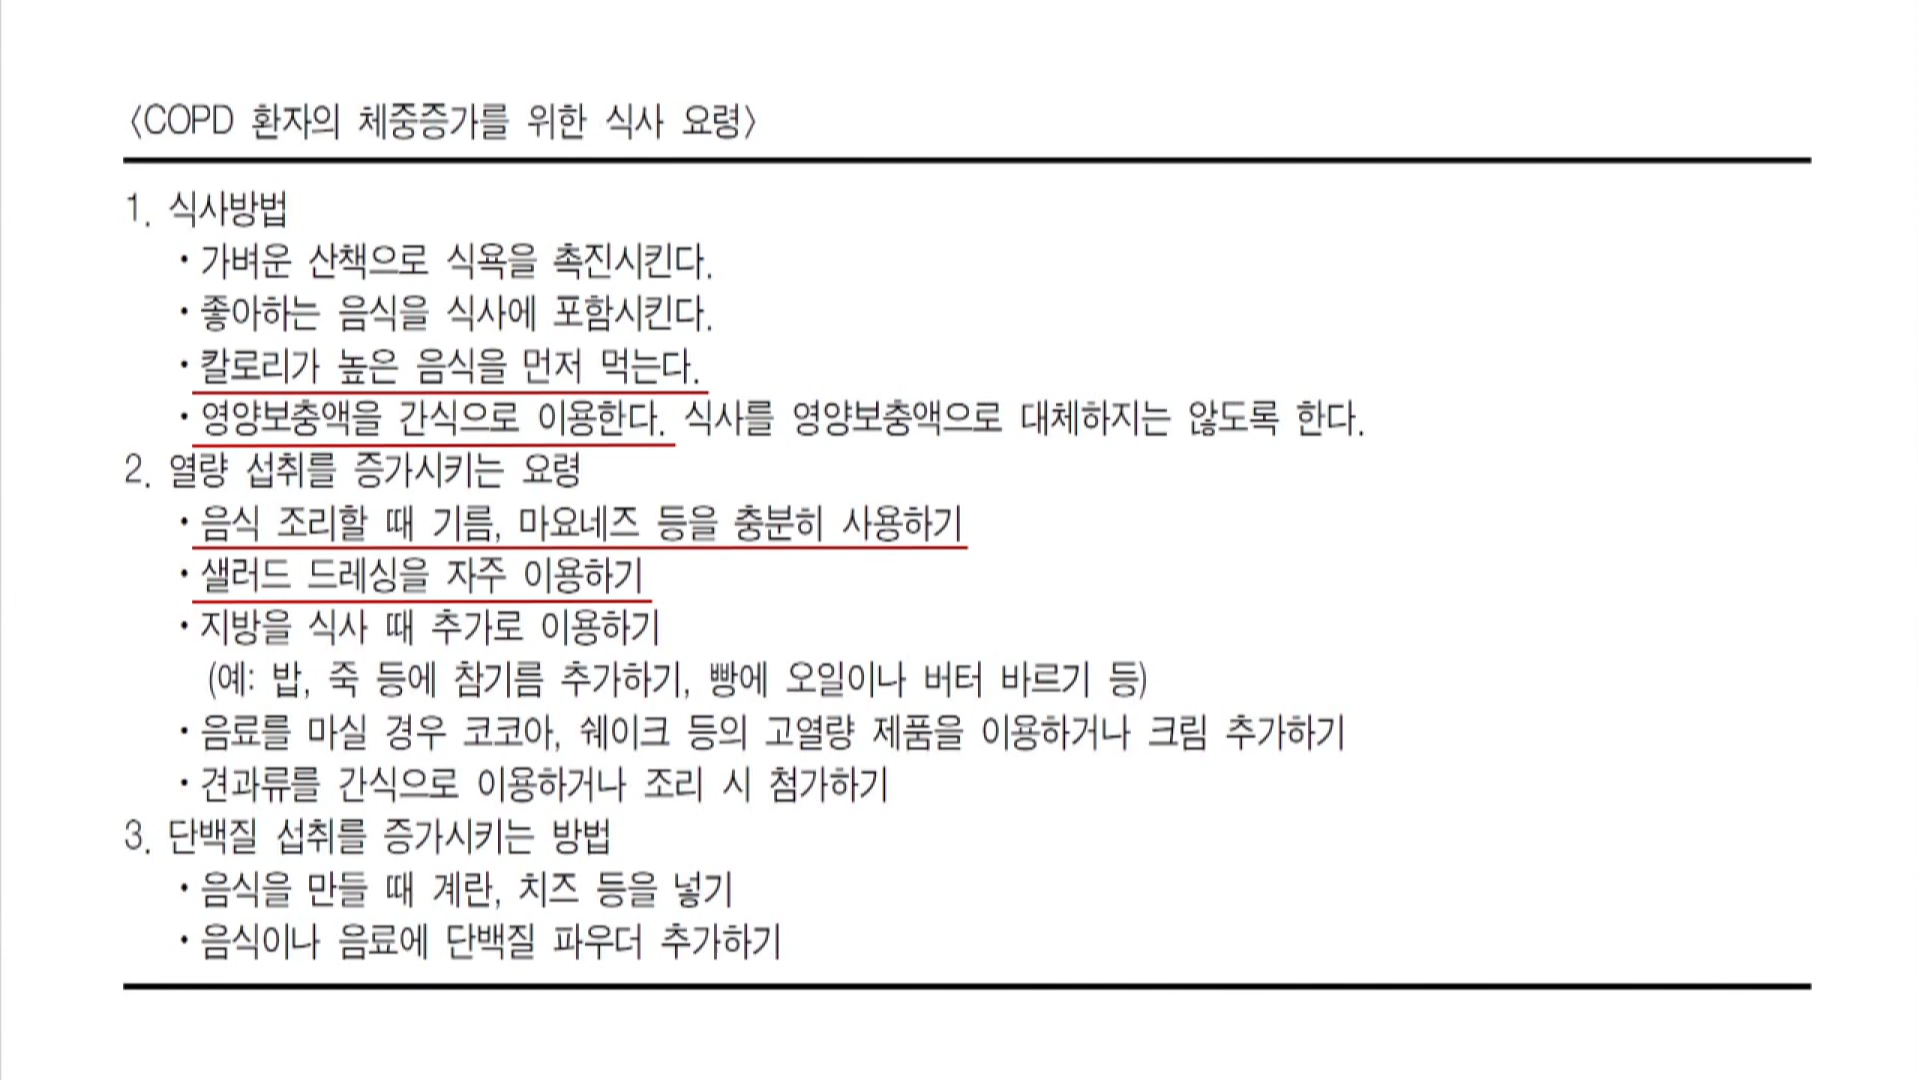 〈COPD 환자의 체중증가를 위한 식사 요령〉
1. 식사방법
・가벼운 산책으로 식욕을 촉진시킨다.
・좋아하는 음식을 식사에 포함시킨다.
・칼로리가 높은 음식을 먼저 먹는다.
・영양보충액을 간식으로 이용한다. 식사를 영양보충액으로 대체하지는 않도록 한다.
2. 열량 섭취를 증가시키는 요령
・음식 조리할 때 기름, 마요네즈 등을 충분히 사용하기
・샐러드 드레싱을 자주 이용하기
・지방을 식사 때 추가로 이용하기
(예: 밥, 죽 등에 참기름 추가하기, 빵에 오일이나 버터 바르기 등)
・음료를 마실 경우 코코아, 쉐이크 등의 고열량 제품을 이용하거나 크림 추가하기
・견과류를 간식으로 이용하거나 조리 시 첨가하기
3. 단백질 섭취를 증가시키는 방법
・음식을 만들 때 계란, 치즈 등을 넣기
・음식이나 음료에 단백질 파우더 추가하기